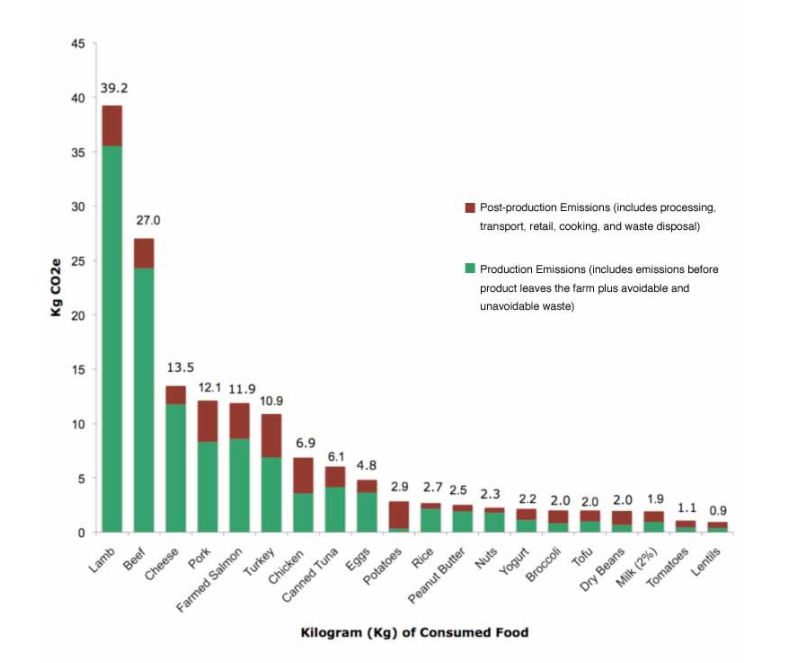 45
40
35
30
25
20
15
10
5
0
Kg CO2e
39.2
27.0
13.5
12.1
11.9
10.9
6.9
6.1
4.8
2.9
2.7
2.5
2.3
2.2
2.0
2.0
2.0
1.9
1.1
0.9
Post-production Emissions (includes processing,
transport, retail, cooking, and waste disposal)
Production Emissions (includes emissions before
product leaves the farm plus avoidable and
unavoidable waste)
Lamb
Beef
Cheese
Pork
Farmed Salmon
Turkey
Chicken
Canned Tuna
Eggs
Potatoes
Rice
Peanut Butter
Nuts
Yogurt
Broccoli
Tofu
Dry Beans
Milk (2%)
Tomatoes
Lentils
Kilogram (Kg) of Consumed Food